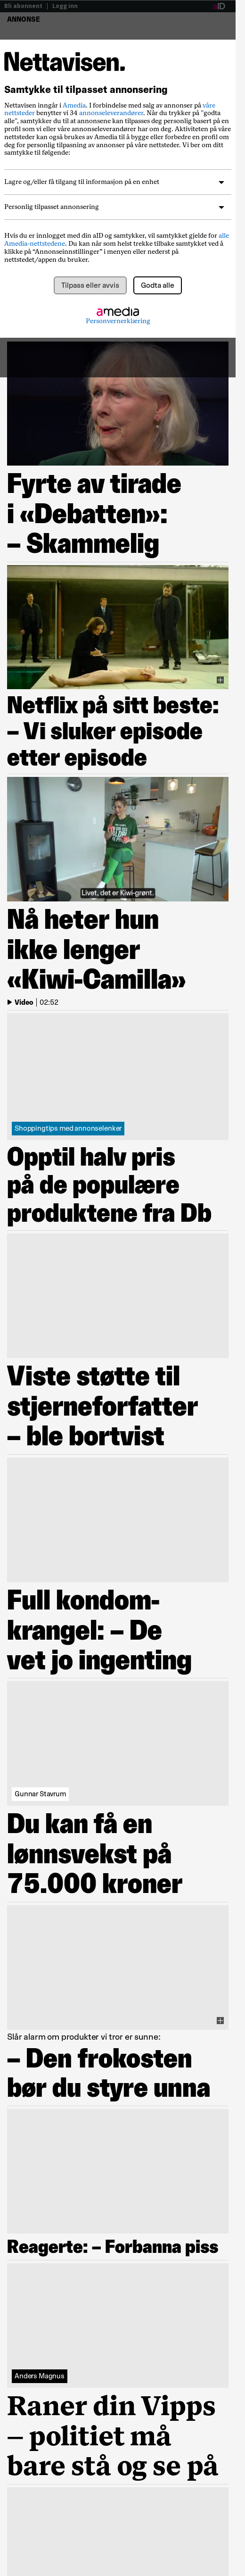 Bli abonnent | Logg inn
aID
ANNONSE
Nettavisen.
Samtykke til tilpasset annonsering
Nettavisen inngår i Amedia. I forbindelse med salg av annonser på våre
nettsteder benytter vi 34 annonseleverandører. Når du trykker på "godta
alle", samtykker du til at annonsene kan tilpasses deg personlig basert på en
profil som vi eller våre annonseleverandører har om deg. Aktiviteten på våre
nettsteder kan også brukes av Amedia til å bygge eller forbedre en profil om
deg for personlig tilpasning av annonser på våre nettsteder. Vi ber om ditt
samtykke til følgende:
Lagre og/eller få tilgang til informasjon på en enhet
Personlig tilpasset annonsering
Hvis du er innlogget med din aID og samtykker, vil samtykket gjelde for alle
Amedia-nettstedene. Du kan når som helst trekke tilbake samtykket ved å
klikke på “Annonseinnstillinger” i menyen eller nederst på
nettstedet/appen du bruker.
Tilpass eller avvis
Godta alle
amedia
Personvernerklæring
Fyrte av tirade
i «Debatten»:
– Skammelig
Netflix på sitt beste:
– Vi sluker episode
etter episode
Livet, det er Kiwi-grønt.
Nå heter hun
ikke lenger
«Kiwi-Camilla»
Video | 02:52
Shoppingtips med annonselenker
Opptil halv pris
på de populære
produktene fra Db
Viste støtte til
stjerneforfatter
– ble bortvist
Full kondom-
krangel: – De
vet jo ingenting
Gunnar Stavrum
Du kan få en
lønnsvekst på
75.000 kroner
Slår alarm om produkter vi tror er sunne:
– Den frokosten
bør du styre unna
Reagerte: – Forbanna piss
Anders Magnus
Raner din Vipps
– politiet må
bare stå og se på